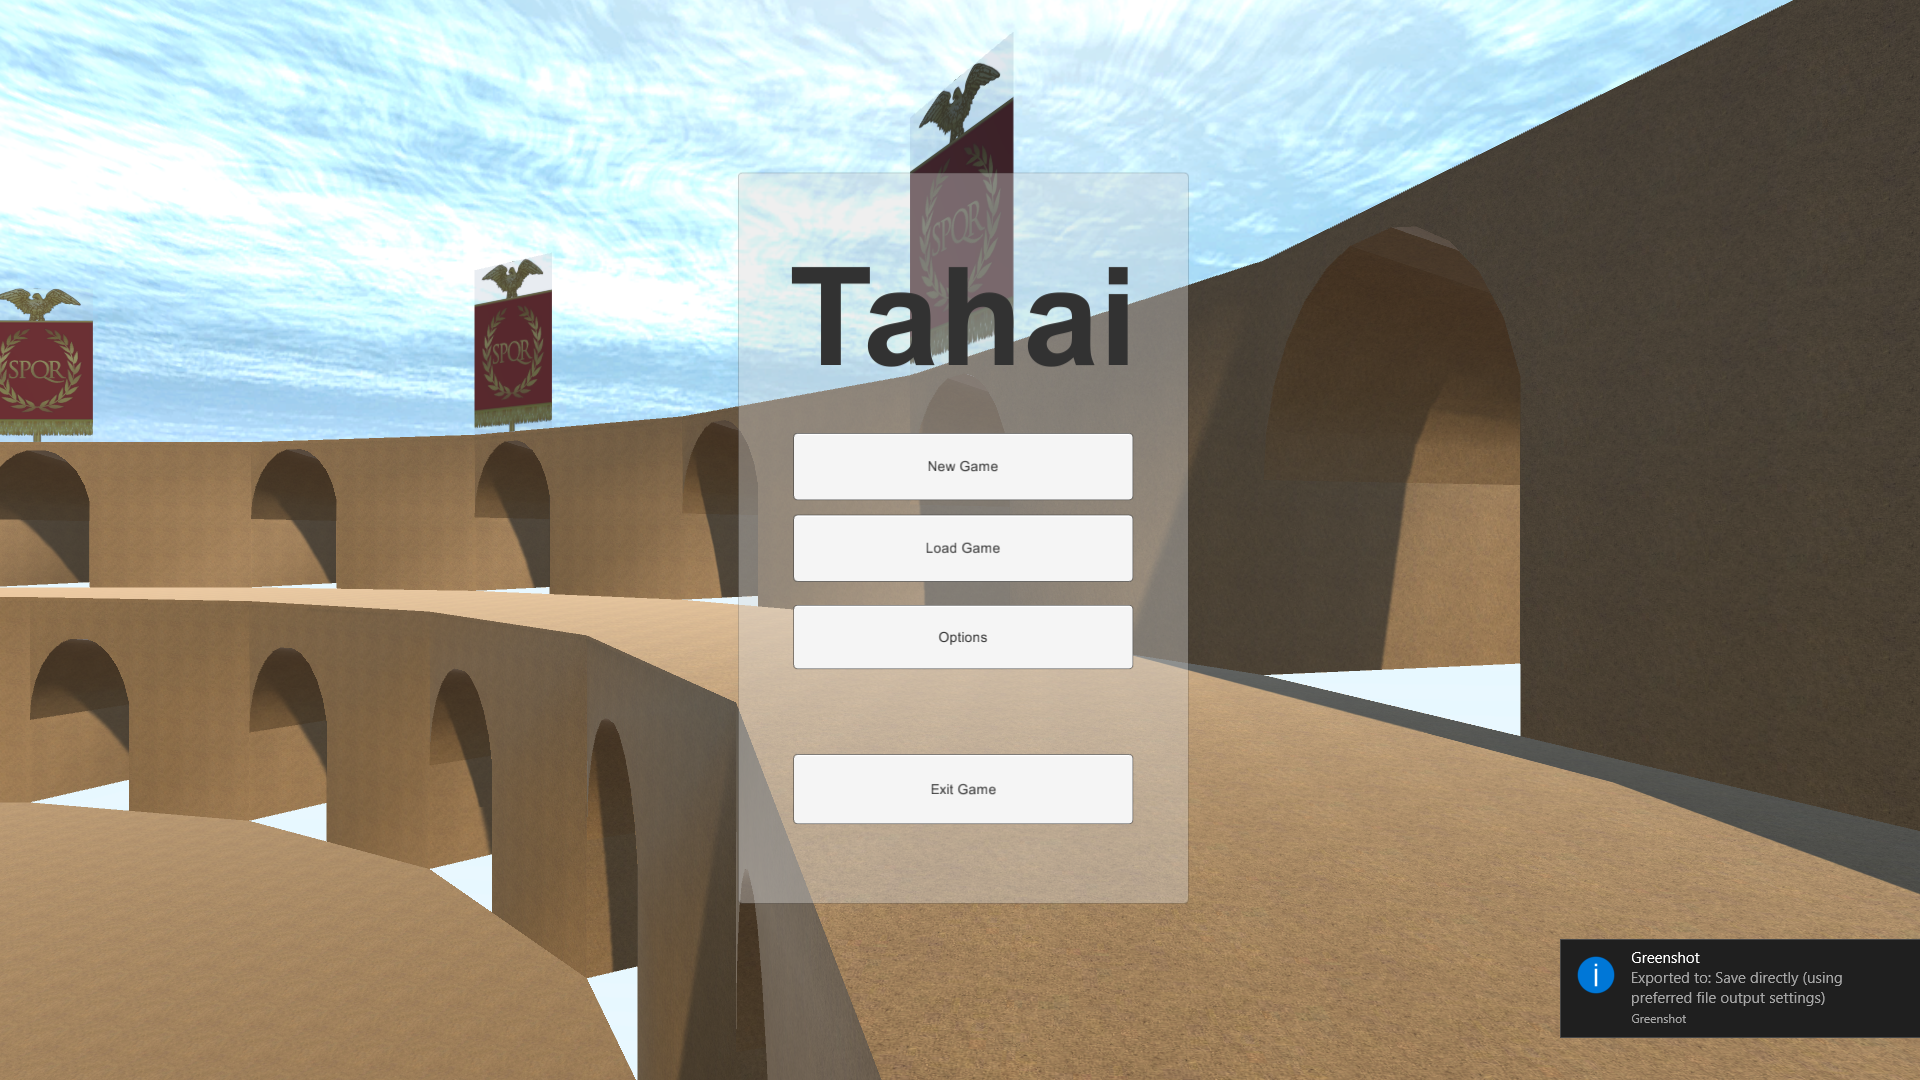 SPQR
SPQR
SPQR
Tahai
New Game
Load Game
Options
Exit Game
Greenshot
Exported to: Save directly (using
preferred file output settings)
Greenshot